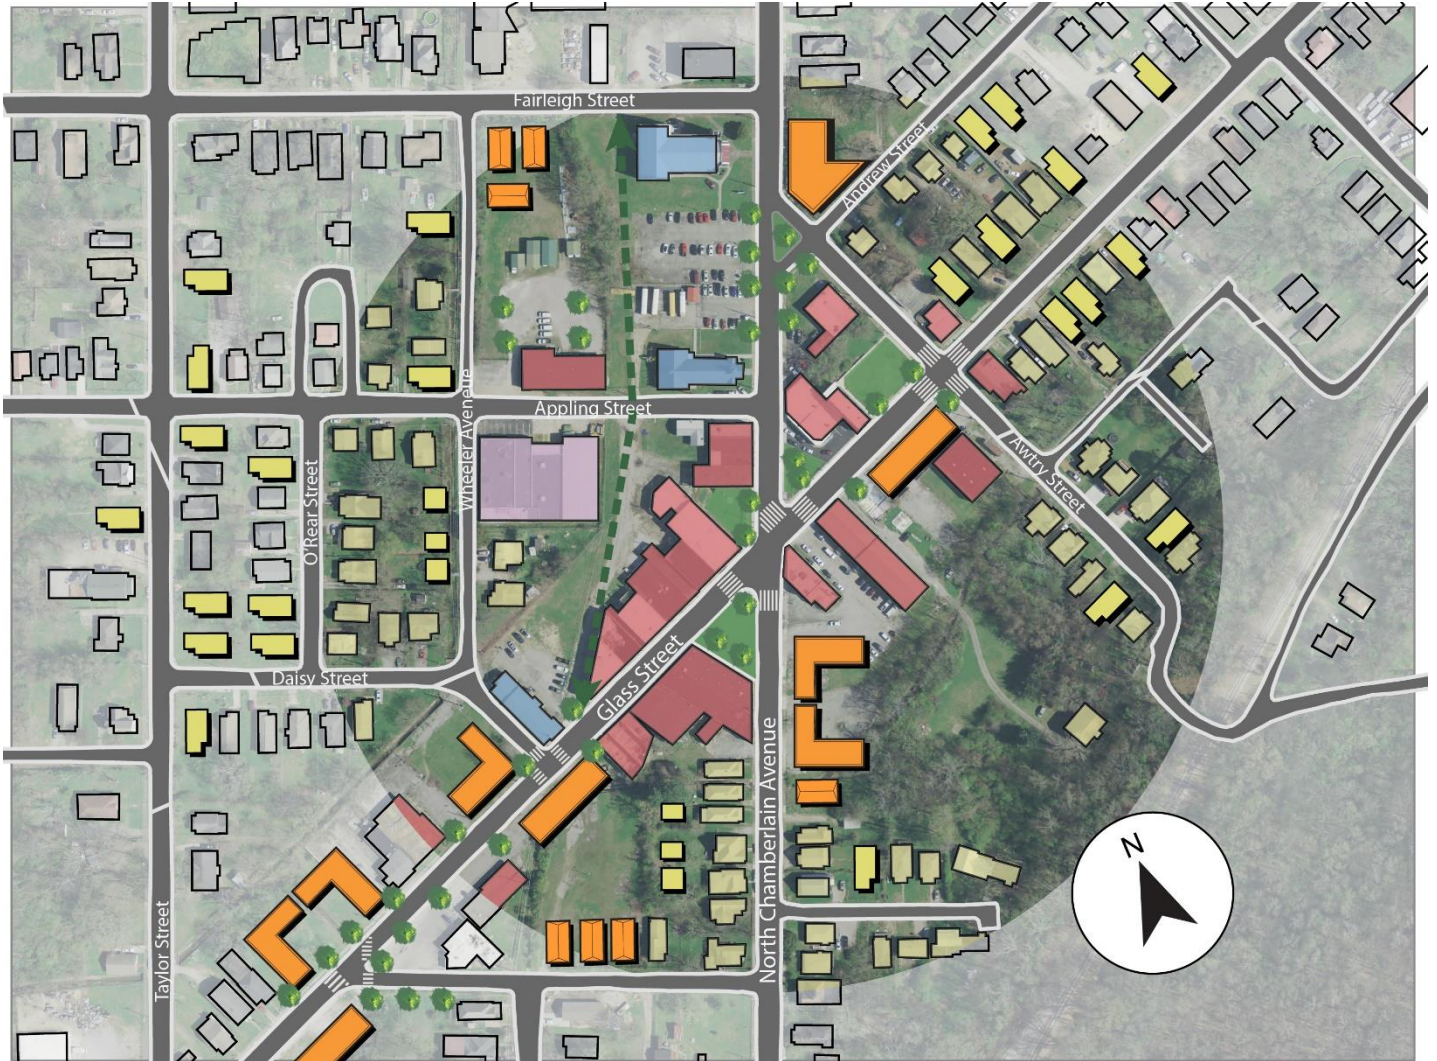 Fairleigh Street
Andrew Street
Appling Street
Wheeler Aveneue
O'Rear Street
Awtry Street
Daisy Street
Glass Street
North Chamberlain Avenue
Taylor Street
N